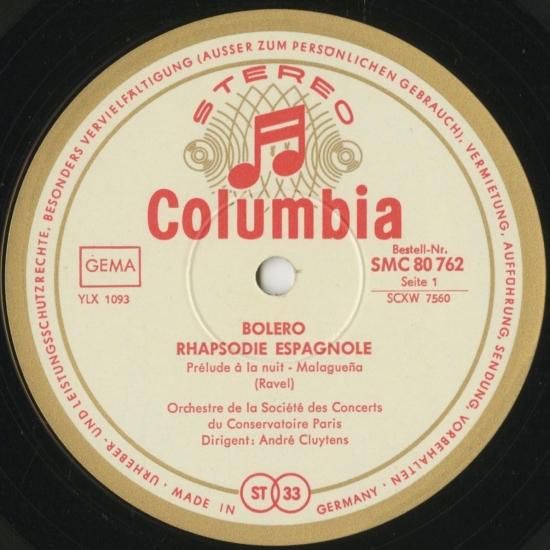 URHEBER- UND LEISTUNGSSCHUTZRECHTE, BESONDERS VERVIELFÄLTIGUNG (AUSSER ZUM PERSÖNLICHEN GEBRAUCH), VERMIETUNG, AUFFÜHRUNG, SENDUNG, VORBEHALTEN · MADE IN GERMANY ·
STEREO
Columbia
GEMA
YLX 1093
Bestell-Nr.
SMC 80 762
Seite 1
SCXW 7560
BOLERO
RHAPSODIE ESPAGNOLE
Prélude à la nuit - Malagueña
(Ravel)
Orchestre de la Société des Concerts
du Conservatoire Paris
Dirigent: André Cluytens
ST 33